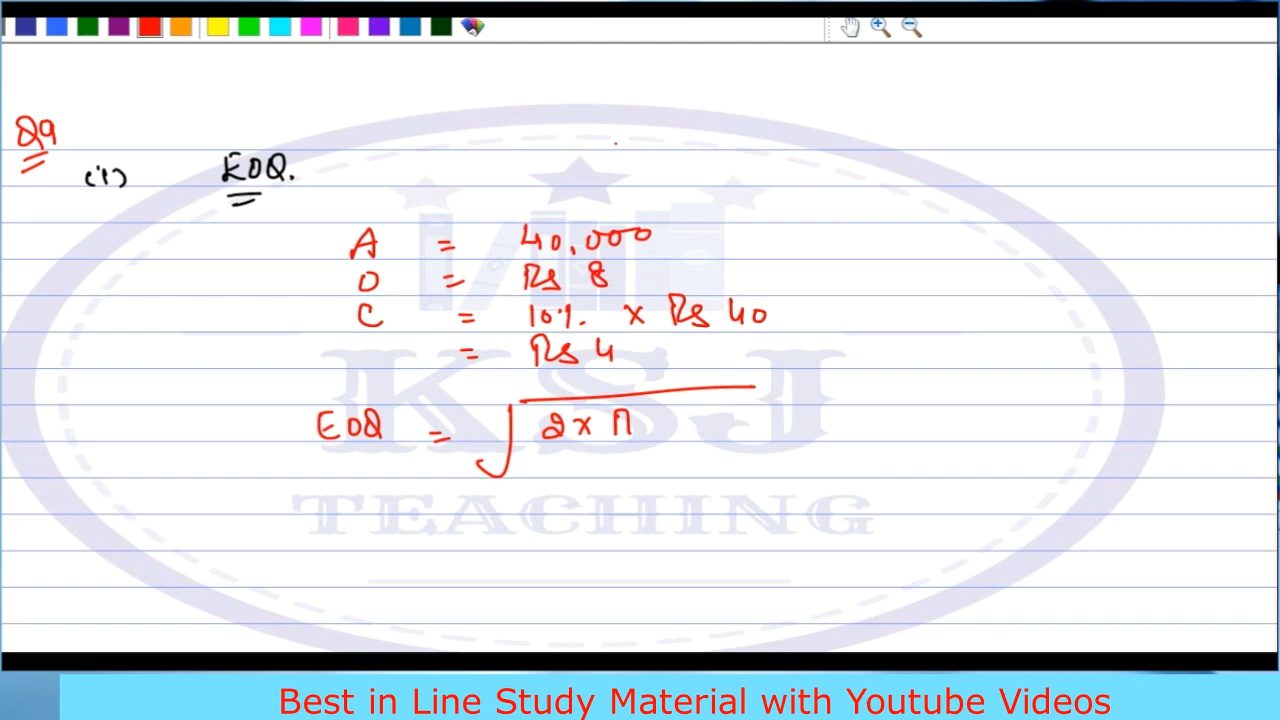 Q9
(i) EOQ.
A = 40,000
O = Rs 8
C = 10% x Rs 40
= Rs 4
EOQ = √ 2 x
KSJ
TEACHING
Best in Line Study Material with Youtube Videos